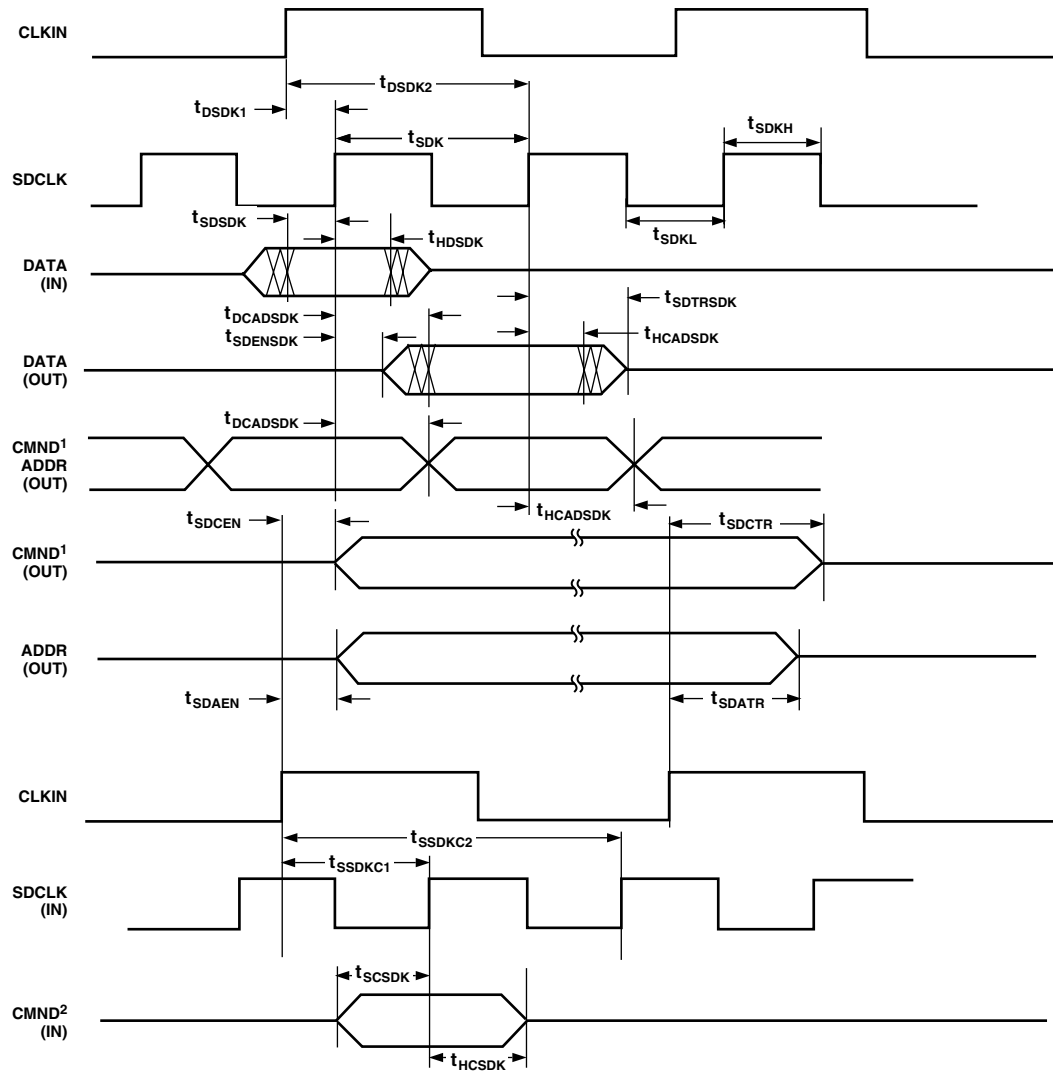 CLKIN
tDSDK2
tDSDK1
tSDK
tSDKH
SDCLK
tSDSDK
tHDSDK
tSDKL
DATA
(IN)
tSDTRSDK
tDCADSDK
tSDENSDK
tHCADSDK
DATA
(OUT)
tDCADSDK
CMND1
ADDR
(OUT)
tHCADSDK
tSDCEN
tSDCTR
CMND1
(OUT)
ADDR
(OUT)
tSDAEN
tSDATR
CLKIN
tSSDKC2
tSSDKC1
SDCLK
(IN)
tSCSDK
CMND2
(IN)
tHCSDK